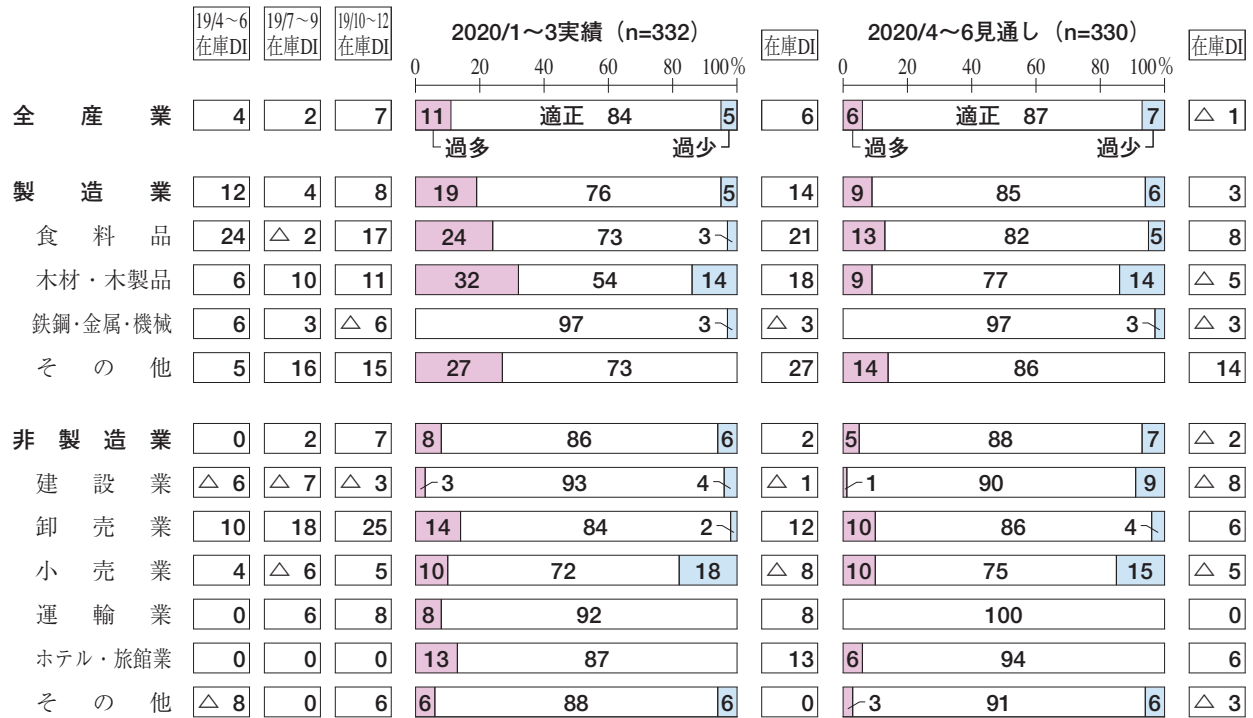 19/4～6 在庫DI 19/7～9 在庫DI 19/10～12 在庫DI 2020/1～3実績（n=332） 在庫DI 2020/4～6見通し（n=330） 在庫DI
0 20 40 60 80 100% 0 20 40 60 80 100%
全産業 4 2 7 11 適正 84 5 6 6 適正 87 7 △ 1
過多 過少 過多 過少
製造業 12 4 8 19 76 5 14 9 85 6 3
食料品 24 △ 2 17 24 73 3 21 13 82 5 8
木材・木製品 6 10 11 32 54 14 18 9 77 14 △ 5
鉄鋼・金属・機械 6 3 △ 6 97 3 △ 3 97 3 △ 3
その他 5 16 15 27 73 27 14 86 14
非製造業 0 2 7 8 86 6 2 5 88 7 △ 2
建設業 △ 6 △ 7 △ 3 3 93 4 △ 1 1 90 9 △ 8
卸売業 10 18 25 14 84 2 12 10 86 4 6
小売業 4 △ 6 5 10 72 18 △ 8 10 75 15 △ 5
運輸業 0 6 8 8 92 8 100 0
ホテル・旅館業 0 0 0 13 87 13 6 94 6
その他 △ 8 0 6 6 88 6 0 3 91 6 △ 3